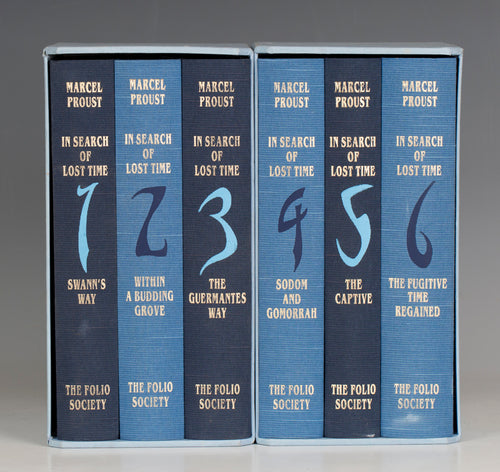 MARCEL
PROUST
IN SEARCH
OF
LOST TIME
1
SWANN'S
WAY
THE FOLIO
SOCIETY
MARCEL
PROUST
IN SEARCH
OF
LOST TIME
2
WITHIN
A BUDDING
GROVE
THE FOLIO
SOCIETY
MARCEL
PROUST
IN SEARCH
OF
LOST TIME
3
THE
GUERMANTES
WAY
THE FOLIO
SOCIETY
MARCEL
PROUST
IN SEARCH
OF
LOST TIME
4
SODOM
AND
GOMORRAH
THE FOLIO
SOCIETY
MARCEL
PROUST
IN SEARCH
OF
LOST TIME
5
THE
CAPTIVE
THE FOLIO
SOCIETY
MARCEL
PROUST
IN SEARCH
OF
LOST TIME
6
THE FUGITIVE
TIME
REGAINED
THE FOLIO
SOCIETY